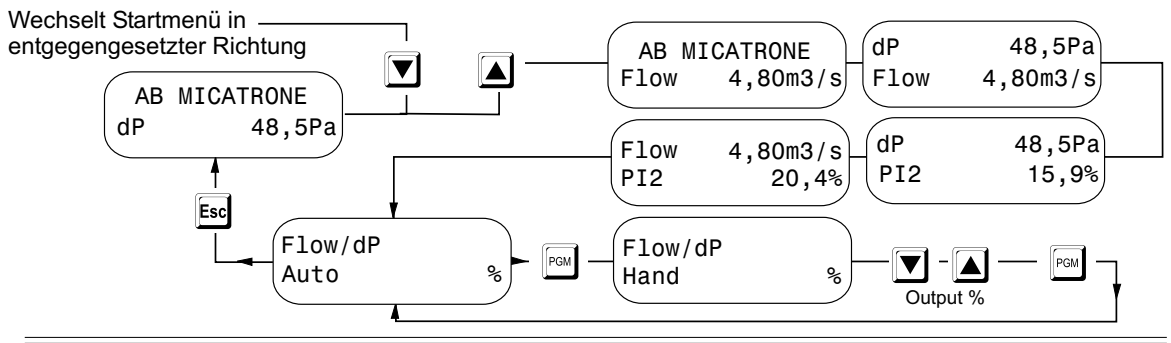 Wechselt Startmenü in
entgegengesetzter Richtung
AB MICATRONE
dP 48,5Pa
AB MICATRONE
Flow 4,80m3/s
dP 48,5Pa
Flow 4,80m3/s
Flow 4,80m3/s
PI2 20,4%
dP 48,5Pa
PI2 15,9%
Esc
Flow/dP
Auto %
PGM
Flow/dP
Hand %
Output %
PGM